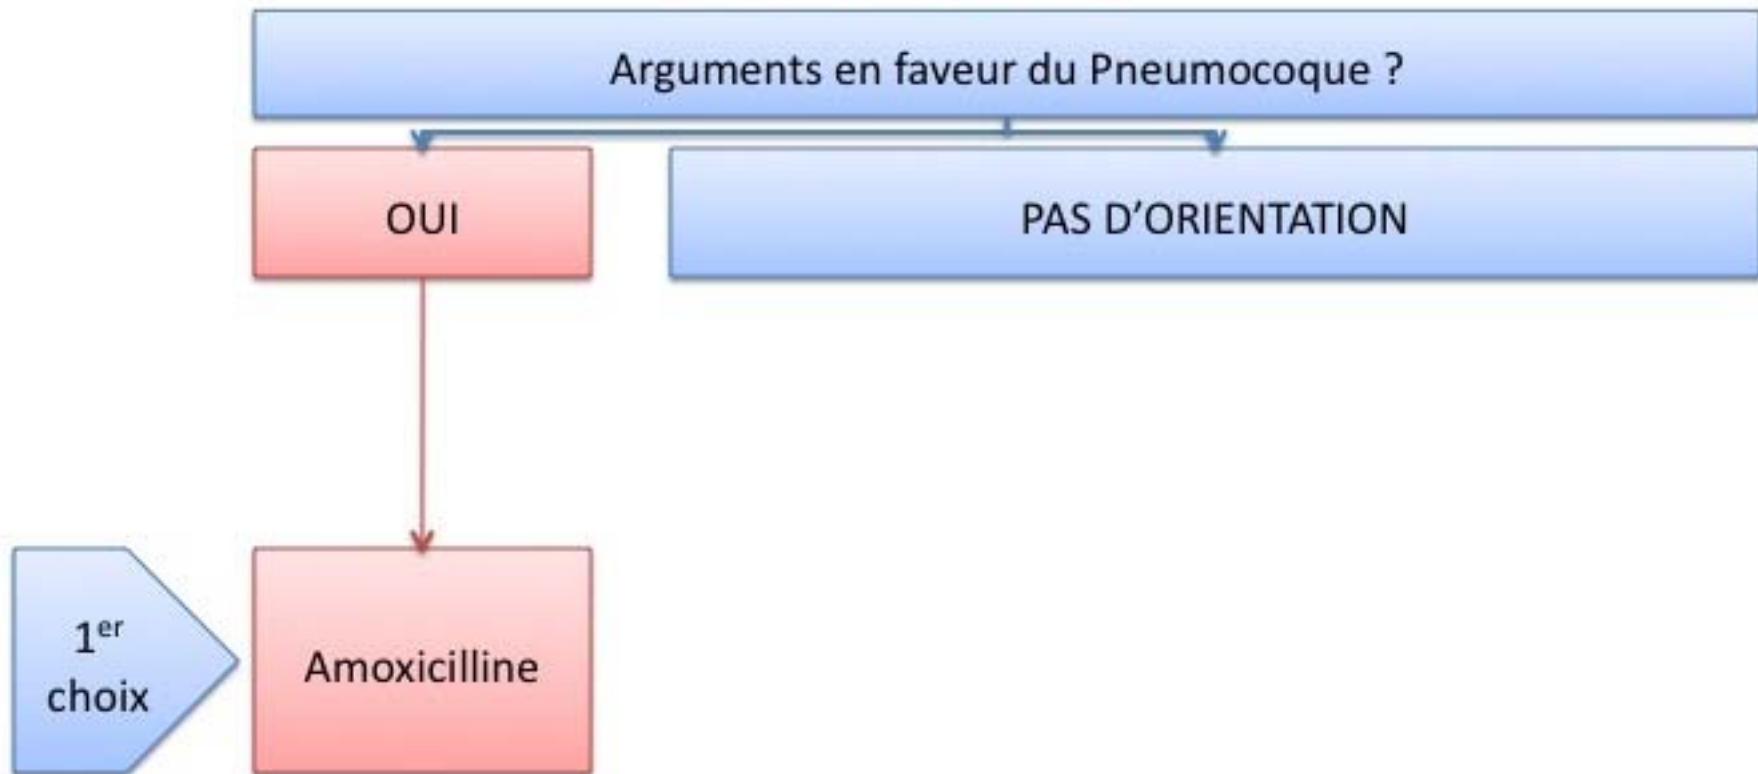 Arguments en faveur du Pneumocoque ?
OUI
PAS D’ORIENTATION
1er
choix
Amoxicilline